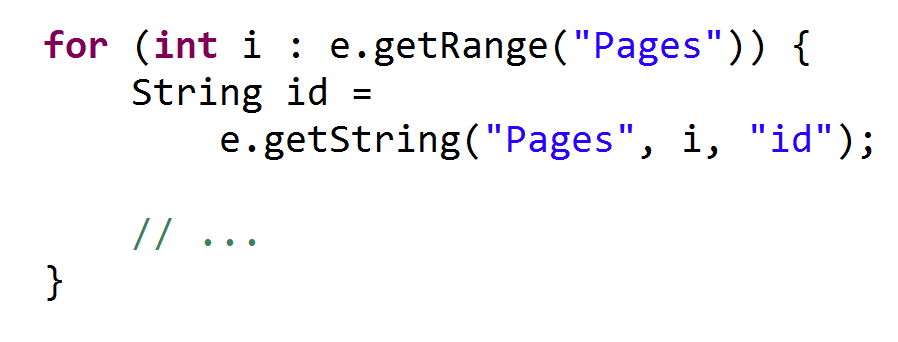 for (int i : e.getRange("Pages")) {
    String id =
        e.getString("Pages", i, "id");
    // ...
}